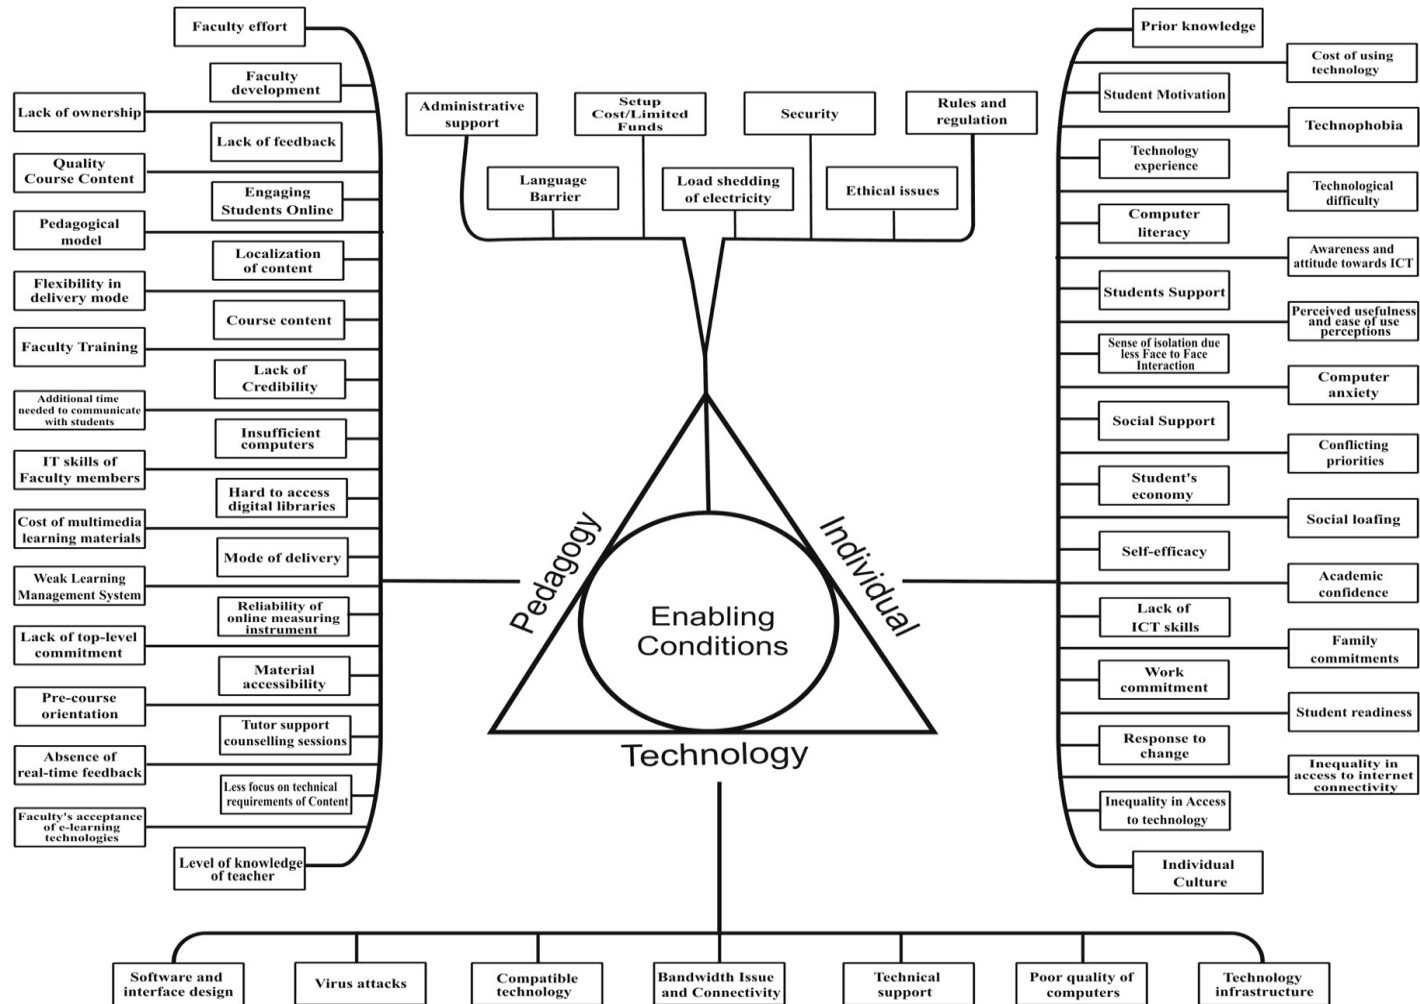 Faculty effort
Faculty
development
Lack of ownership
Lack of feedback
Quality
Course Content
Engaging
Students Online
Pedagogical
model
Localization
of content
Flexibility in
delivery mode
Course content
Faculty Training
Lack of
Credibility
Additional time
needed to communicate
with students
Insufficient
computers
IT skills of
Faculty members
Hard to access
digital libraries
Cost of multimedia
learning materials
Mode of delivery
Weak Learning
Management System
Reliability of
online measuring
instrument
Lack of top-level
commitment
Material
accessibility
Pre-course
orientation
Tutor support
counselling sessions
Absence of
real-time feedback
Less focus on technical
requirements of Content
Faculty's acceptance
of e-learning
technologies
Level of knowledge
of teacher
Administrative
support
Setup
Cost/Limited
Funds
Security
Rules and
regulation
Language
Barrier
Load shedding
of electricity
Ethical issues
Pedagogy
Individual
Enabling
Conditions
Technology
Prior knowledge
Cost of using
technology
Student Motivation
Technophobia
Technology
experience
Technological
difficulty
Computer
literacy
Awareness and
attitude towards ICT
Students Support
Perceived usefulness
and ease of use
perceptions
Sense of isolation due
less Face to Face
Interaction
Computer
anxiety
Social Support
Conflicting
priorities
Student's
economy
Social loafing
Self-efficacy
Academic
confidence
Lack of
ICT skills
Family
commitments
Work
commitment
Student readiness
Response to
change
Inequality in
access to internet
connectivity
Inequality in Access
to technology
Individual
Culture
Software and
interface design
Virus attacks
Compatible
technology
Bandwidth Issue
and Connectivity
Technical
support
Poor quality of
computers
Technology
infrastructure